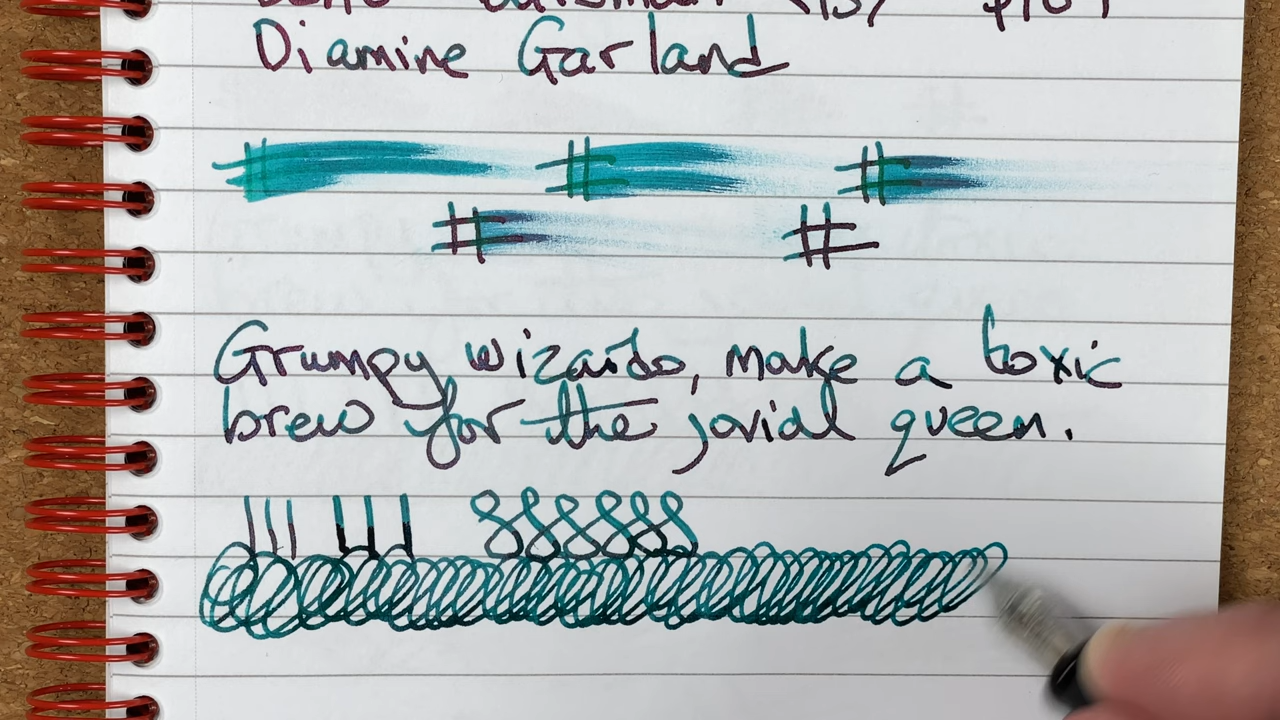 Diamine Garland
# # #
# #
Grumpy wizards, make a toxic
brew for the jovial queen.